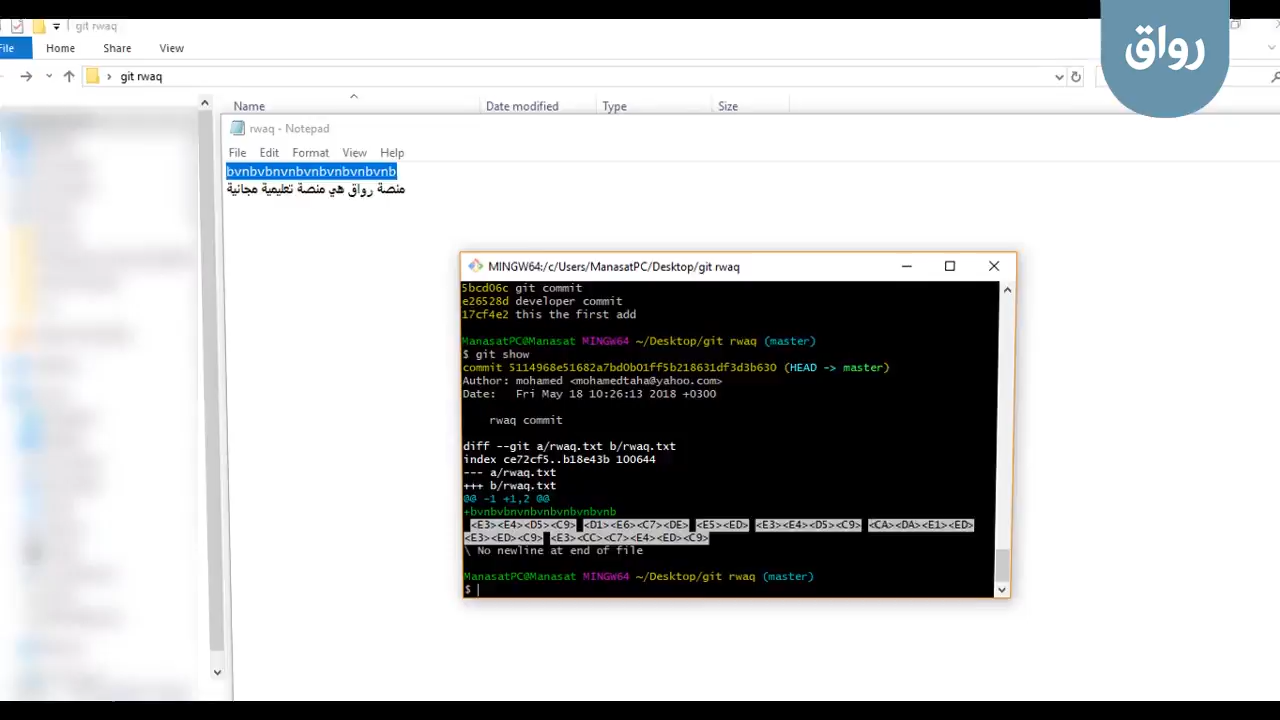 git rwaq
رواق
File Home Share View
git rwaq
Name Date modified Type Size
rwaq - Notepad
File Edit Format View Help
bvnbvbnvnbvnbvnbvnbvnb
منصة رواق هي منصة تعليمية مجانية
MINGW64:/c/Users/ManasatPC/Desktop/git rwaq
5bcd06c git commit
e26528d developer commit
17cf4e2 this the first add
ManasatPC@Manasat MINGW64 ~/Desktop/git rwaq (master)
$ git show
commit 5114968e51682a7bd0b01ff5b218631df3d3b630 (HEAD -> master)
Author: mohamed <mohamedtaha@yahoo.com>
Date: Fri May 18 10:26:13 2018 +0300
rwaq commit
diff --git a/rwaq.txt b/rwaq.txt
index ce72cf5..b18e43b 100644
--- a/rwaq.txt
+++ b/rwaq.txt
@@ -1 +1,2 @@
+bvnbvbnvnbvnbvnbvnbvnb
<E3><E4><D5><C9> <D1><E6><C7><DE> <E5><ED> <E3><E4><D5><C9> <CA><DA><E1><ED>
<E3><ED><C9> <E3><CC><C7><E4><ED><C9>
\ No newline at end of file
ManasatPC@Manasat MINGW64 ~/Desktop/git rwaq (master)
$